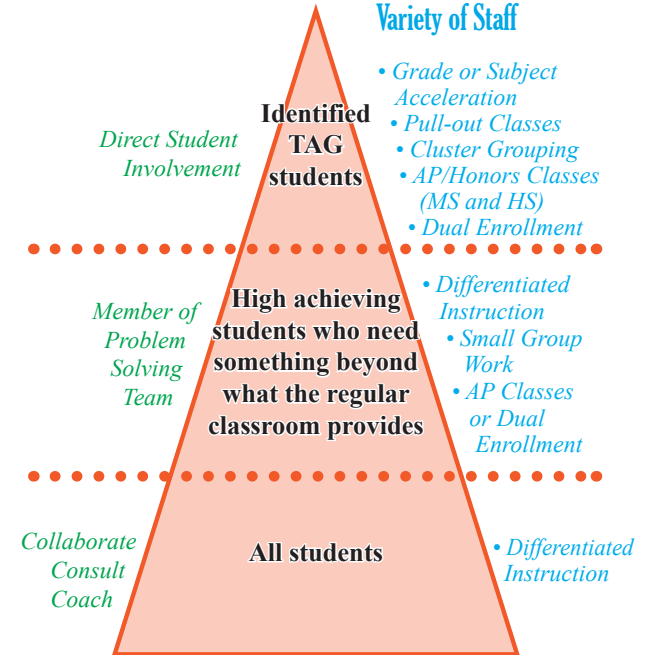 Variety of Staff
Direct Student
Involvement
Identified
TAG
students
• Grade or Subject
Acceleration
• Pull-out Classes
• Cluster Grouping
• AP/Honors Classes
(MS and HS)
• Dual Enrollment
Member of
Problem
Solving
Team
High achieving
students who need
something beyond
what the regular
classroom provides
• Differentiated
Instruction
• Small Group
Work
• AP Classes
or Dual
Enrollment
Collaborate
Consult
Coach
All students
• Differentiated
Instruction